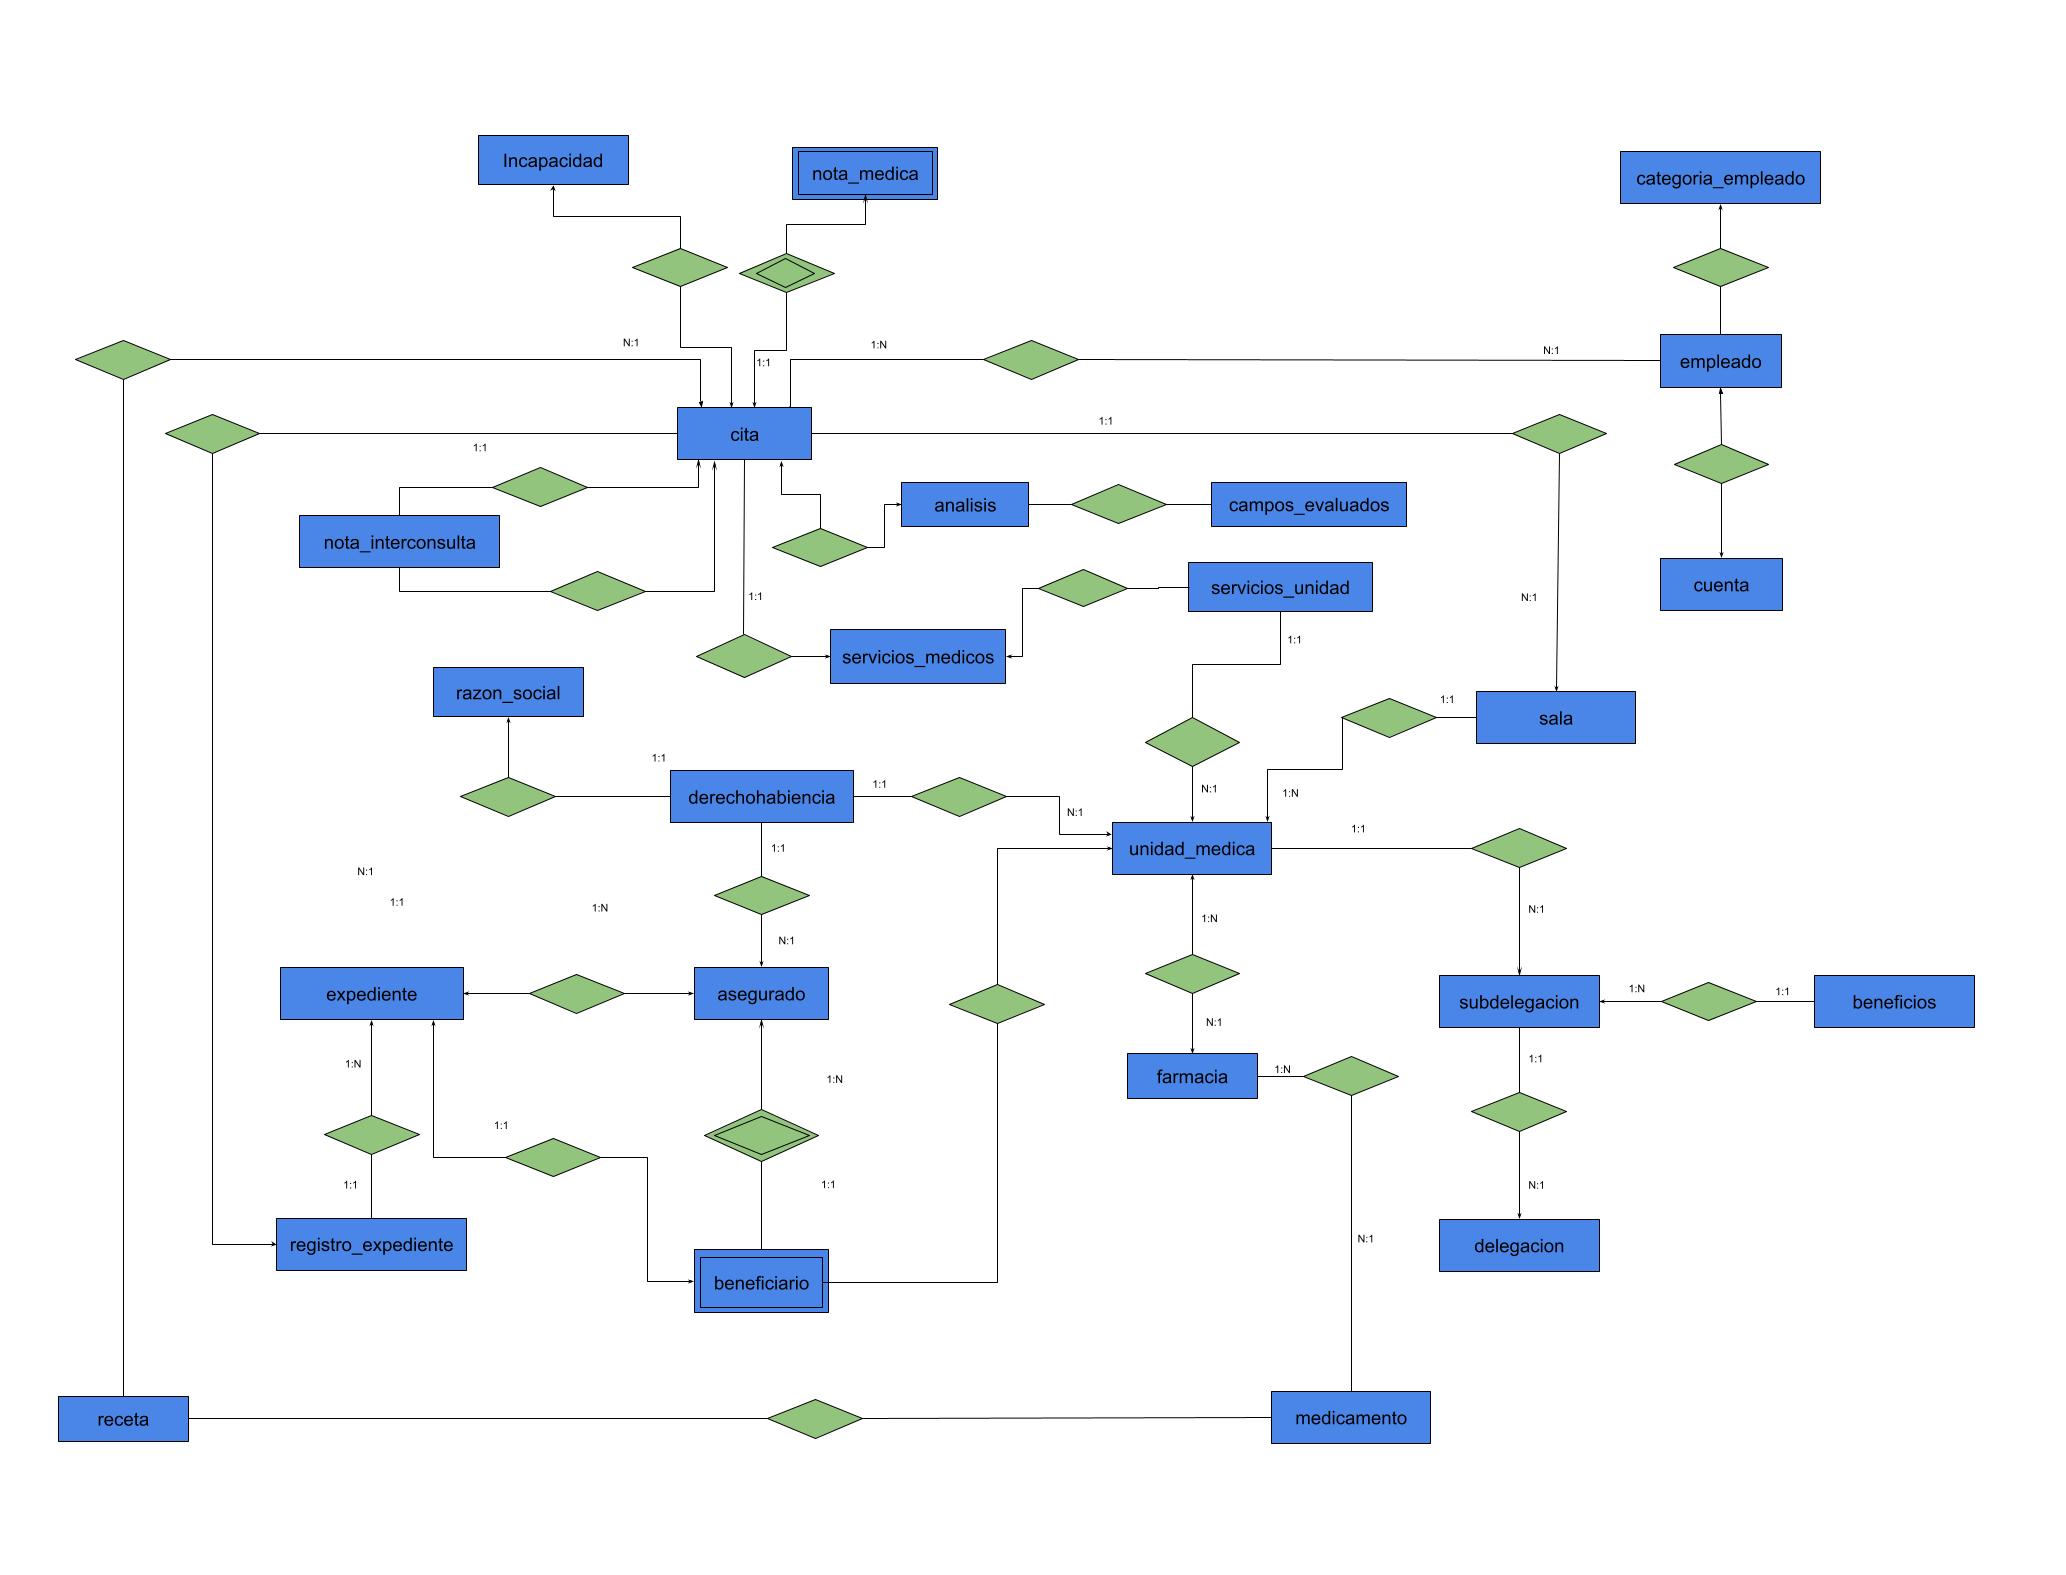 Incapacidad
nota_medica
categoria_empleado
N:1
1:1
1:N
N:1
empleado
cita
1:1
1:1
nota_interconsulta
analisis
campos_evaluados
cuenta
1:1
servicios_unidad
N:1
servicios_medicos
1:1
razon_social
1:1
sala
1:1
derechohabiencia
1:1
N:1
1:N
N:1
1:1
unidad_medica
1:1
N:1
1:1
1:N
1:N
N:1
N:1
expediente
asegurado
1:N
1:1
subdelegacion
beneficios
N:1
1:N
1:N
farmacia
1:N
1:1
1:1
1:1
1:1
N:1
registro_expediente
N:1
delegacion
beneficiario
receta
medicamento